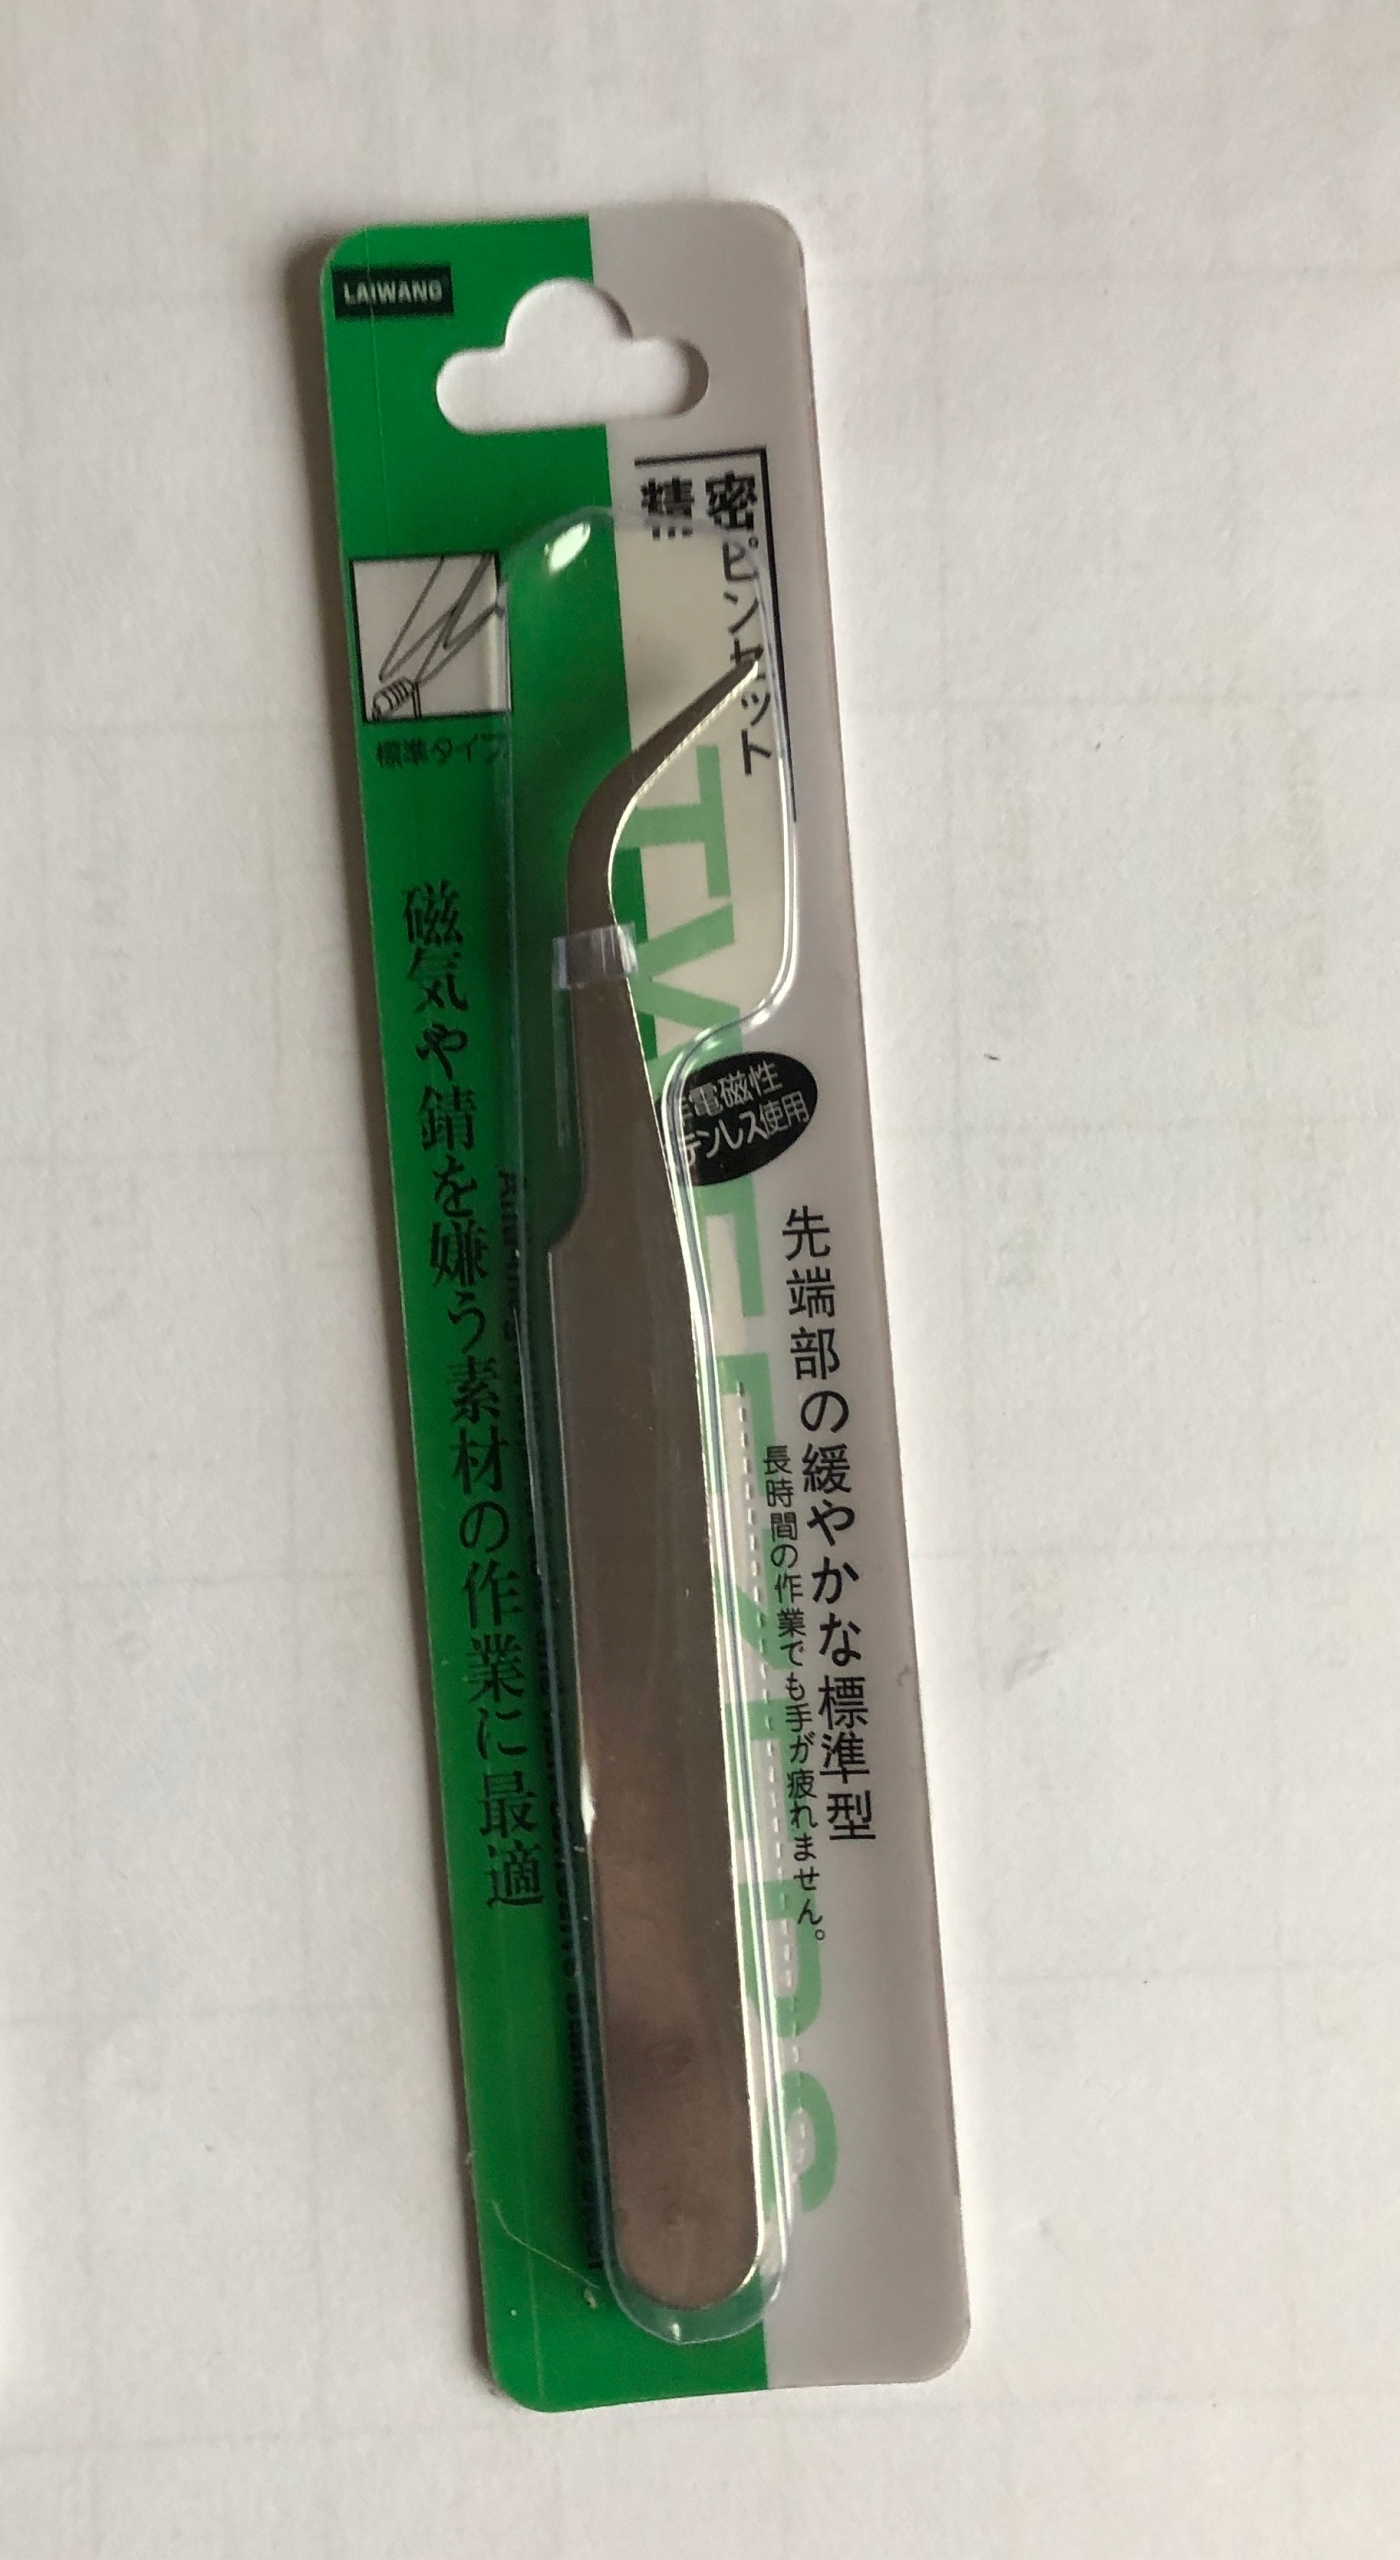 LAIWANG
精密ピンセット
標準タイプ
TWEEZERS
電磁性
テンレス使用
先端部の緩やかな標準型
長時間の作業でも手が疲れません。
磁気や錆を嫌う素材の作業に最適